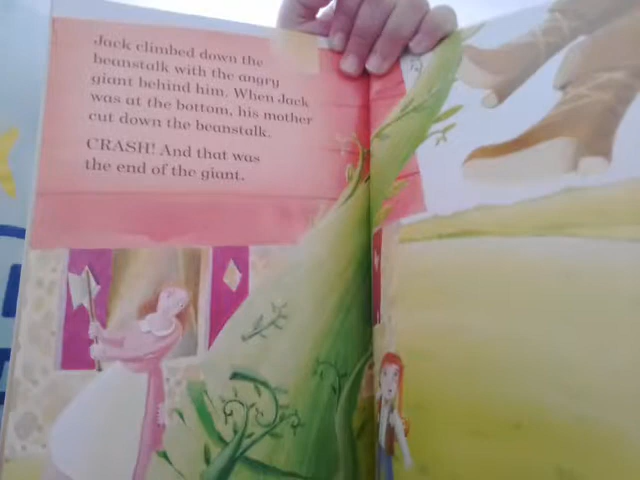 Jack climbed down the
beanstalk with the angry
giant behind him. When Jack
was at the bottom, his mother
cut down the beanstalk.
CRASH! And that was
the end of the giant.